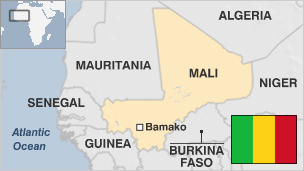 ALGERIA
MAURITANIA
MALI
NIGER
SENEGAL
Bamako
Atlantic
Ocean
GUINEA
BURKINA
FASO